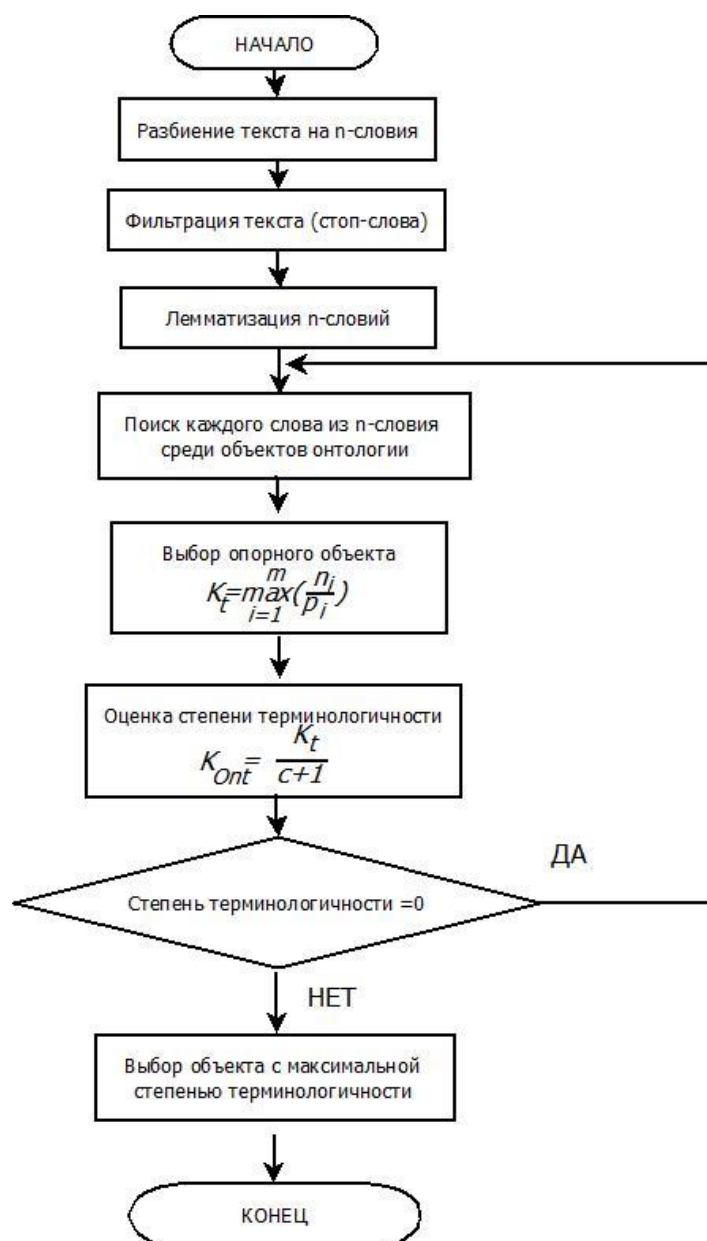 НАЧАЛО
Разбиение текста на n-словия
Фильтрация текста (стоп-слова)
Лемматизация n-словий
Поиск каждого слова из n-словия
среди объектов онтологии
Выбор опорного объекта
K_t=max_{i=1}^{m}(n_i/p_i)
Оценка степени терминологичности
K_Ont=K_t/(c+1)
ДА
Степень терминологичности =0
НЕТ
Выбор объекта с максимальной
степенью терминологичности
КОНЕЦ